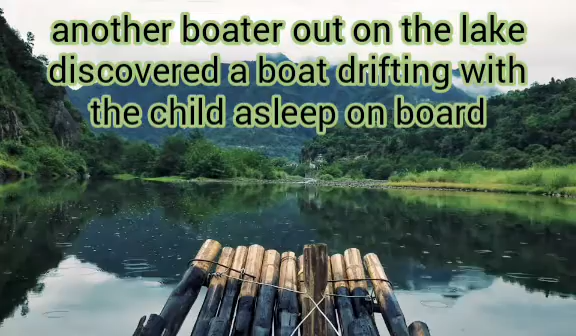 another boater out on the lake
discovered a boat drifting with
the child asleep on board